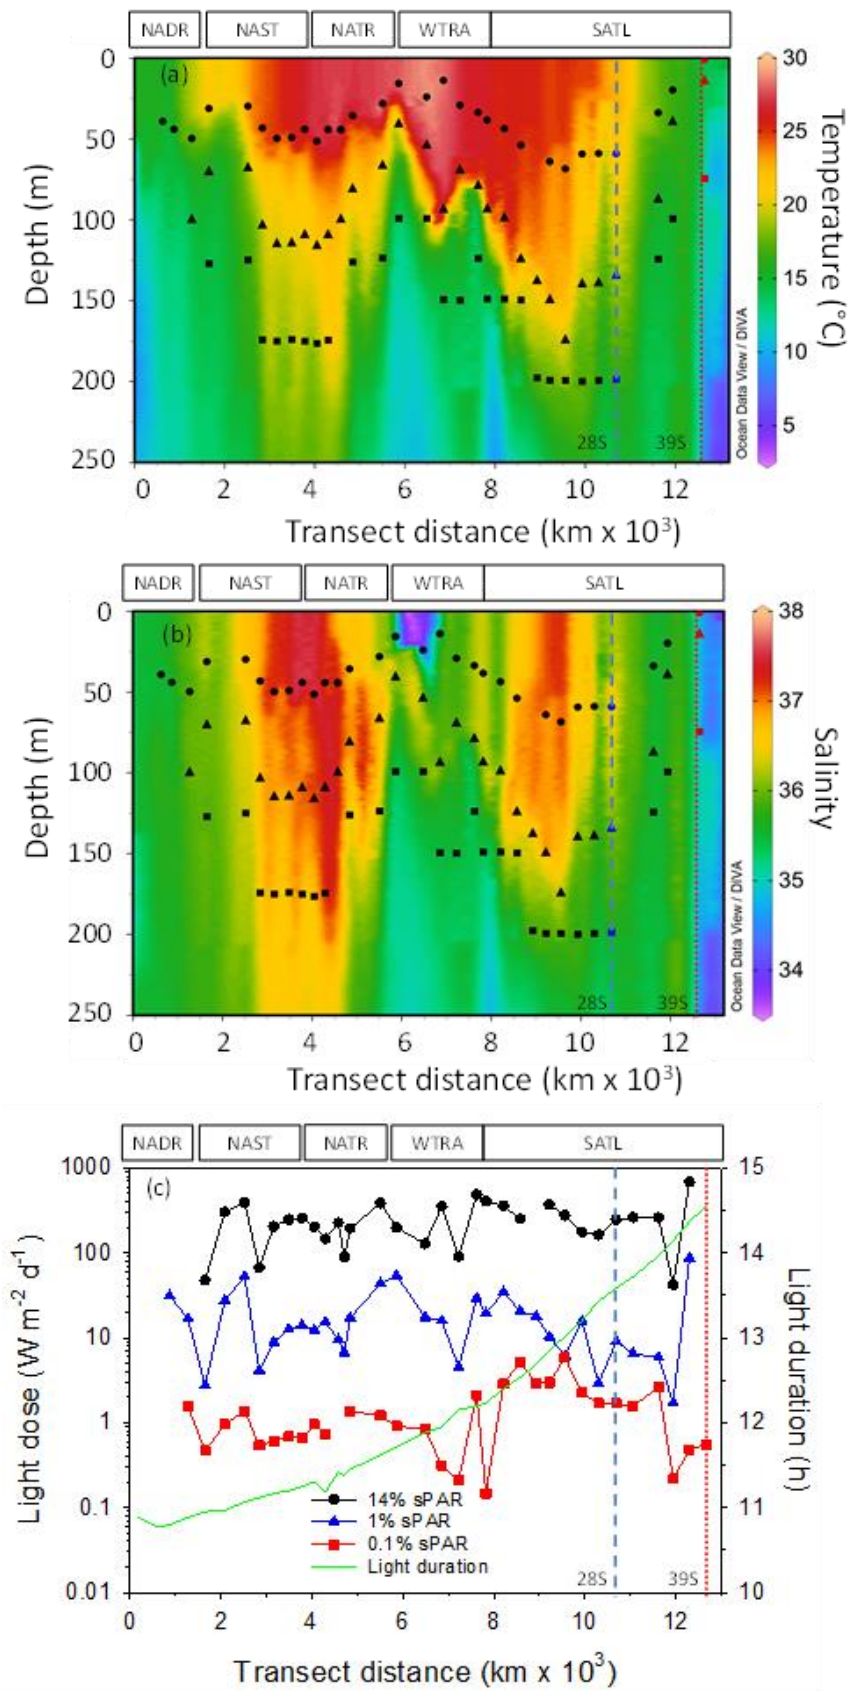 NADR NAST NATR WTRA SATL
(a)
0
50
100
150
200
250
Depth (m)
28S 39S
0 2 4 6 8 10 12
Transect distance (km x 10³)
30
25
20
15
10
5
Temperature (°C)
Ocean Data View / DIVA
NADR NAST NATR WTRA SATL
(b)
0
50
100
150
200
250
Depth (m)
28S 39S
0 2 4 6 8 10 12
Transect distance (km x 10³)
38
37
36
35
34
Salinity
Ocean Data View / DIVA
NADR NAST NATR WTRA SATL
(c)
1000
100
10
1
0.1
0.01
Light dose (W m⁻² d⁻¹)
14% sPAR
1% sPAR
0.1% sPAR
Light duration
28S 39S
15
14
13
12
11
10
Light duration (h)
0 2 4 6 8 10 12
Transect distance (km x 10³)